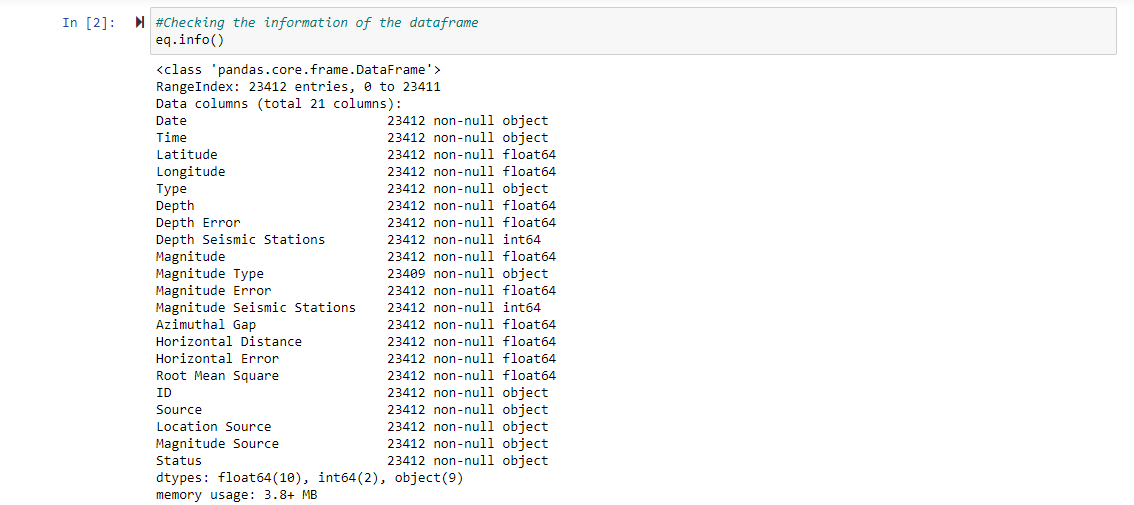 In [2]: #Checking the information of the dataframe
eq.info()
<class 'pandas.core.frame.DataFrame'>
RangeIndex: 23412 entries, 0 to 23411
Data columns (total 21 columns):
Date                          23412 non-null object
Time                          23412 non-null object
Latitude                      23412 non-null float64
Longitude                     23412 non-null float64
Type                          23412 non-null object
Depth                         23412 non-null float64
Depth Error                   23412 non-null float64
Depth Seismic Stations        23412 non-null int64
Magnitude                     23412 non-null float64
Magnitude Type                23409 non-null object
Magnitude Error               23412 non-null float64
Magnitude Seismic Stations    23412 non-null int64
Azimuthal Gap                 23412 non-null float64
Horizontal Distance           23412 non-null float64
Horizontal Error              23412 non-null float64
Root Mean Square              23412 non-null float64
ID                            23412 non-null object
Source                        23412 non-null object
Location Source               23412 non-null object
Magnitude Source              23412 non-null object
Status                        23412 non-null object
dtypes: float64(10), int64(2), object(9)
memory usage: 3.8+ MB